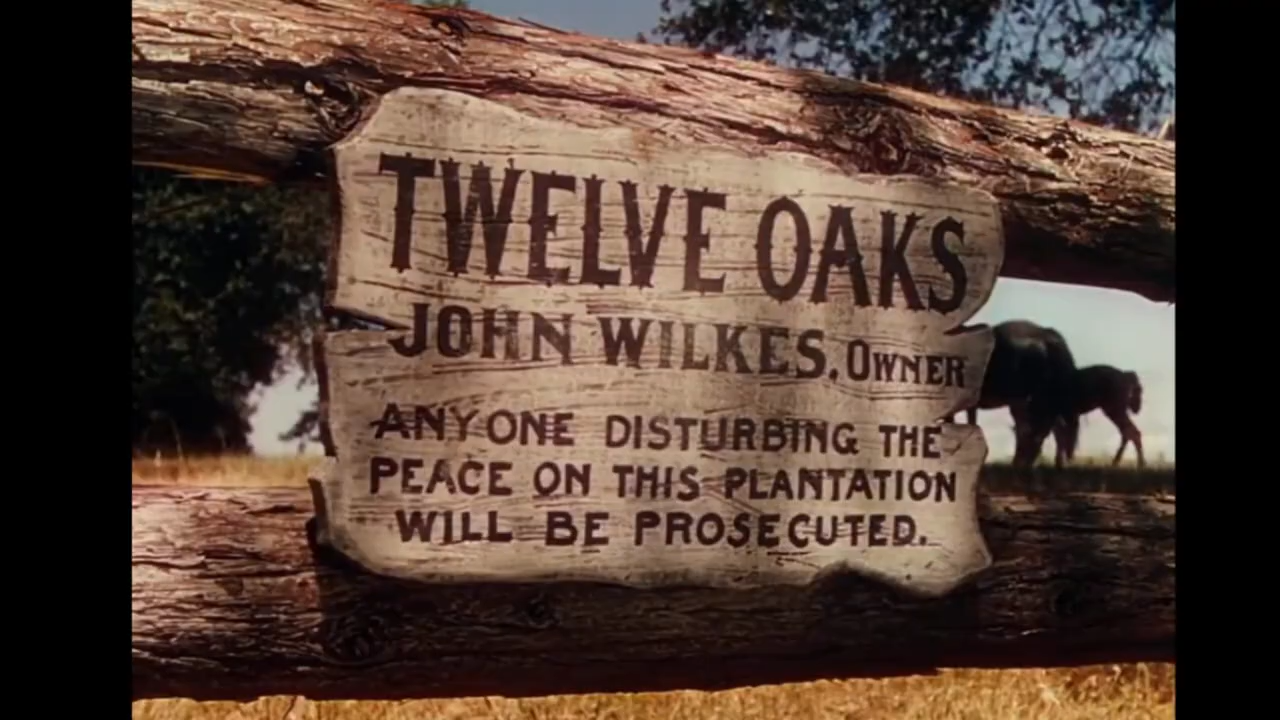 TWELVE OAKS
JOHN WILKES, OWNER
ANYONE DISTURBING THE
PEACE ON THIS PLANTATION
WILL BE PROSECUTED.